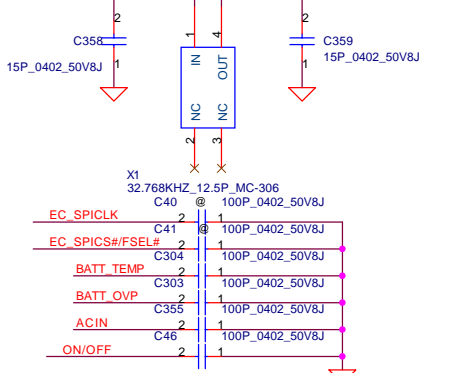 2 1 4 2
C358 C359
15P_0402_50V8J 1 IN OUT 1 15P_0402_50V8J
NC NC
2 3
X1
32.768KHZ_12.5P_MC-306
C40 @ 100P_0402_50V8J
EC_SPICLK 2 1
C41 @ 100P_0402_50V8J
EC_SPICS#/FSEL# 2 1
C304 100P_0402_50V8J
BATT_TEMP 2 1
C303 100P_0402_50V8J
BATT_OVP 2 1
C355 100P_0402_50V8J
ACIN 2 1
C46 100P_0402_50V8J
ON/OFF 2 1